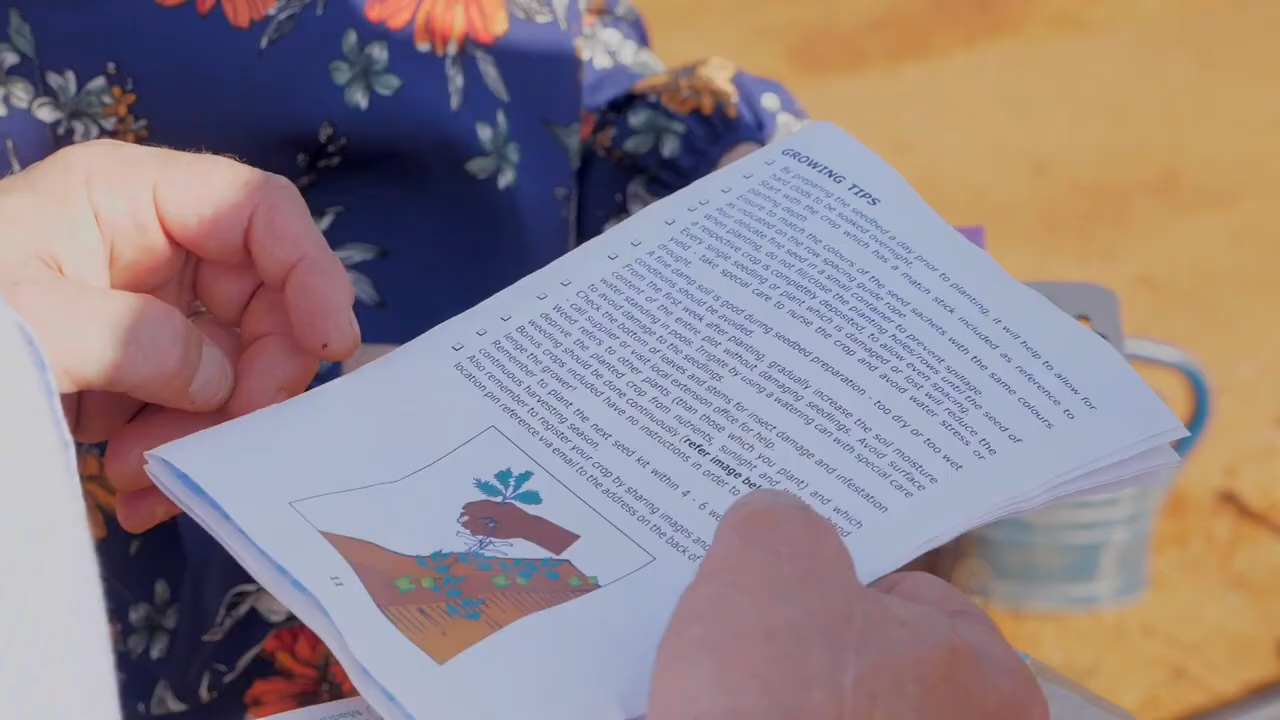 GROWING TIPS
By preparing the seedbed a day prior to planting, it will help to allow for
hard clods to be soaked overnight.
Start with the crop which has a match stick included as reference to
planting depth
Ensure to match the colours of the seed sachets with the same colours
as indicated on the row spacing guide rope.
Pour delicate fine seed in a small container to prevent spillage.
When planting, do not fill/close the planting holes/rows until the seed of
a respective crop is completely deposited, to allow even spacing.
Every single seedling or plant which is damaged or lost will reduce the
yield - take special care to nurse the crop and avoid water stress or
drought.
A fine damp soil is good during seedbed preparation - too dry or too wet
conditions should be avoided.
From the first week after planting, gradually increase the soil moisture
content of the entire plot without damaging seedlings. Avoid surface
water standing in pools. Irrigate by using a watering can with special care
to avoid damage to the seedlings.
Check the bottom of leaves and stems for insect damage and infestation
- call supplier or visit local extension office for help.
Weed refers to other plants (than those which you plant) and which
deprive the planted crop from nutrients, sunlight and
weeding should be done continuously (refer image
Bonus crops included have no instructions in order to
lenge the grower!
Remember to plant the next seed kit within 4 - 6
continuous harvesting season.
Also remember to register your crop by sharing images and
location pin reference via email to the address on the back of
11